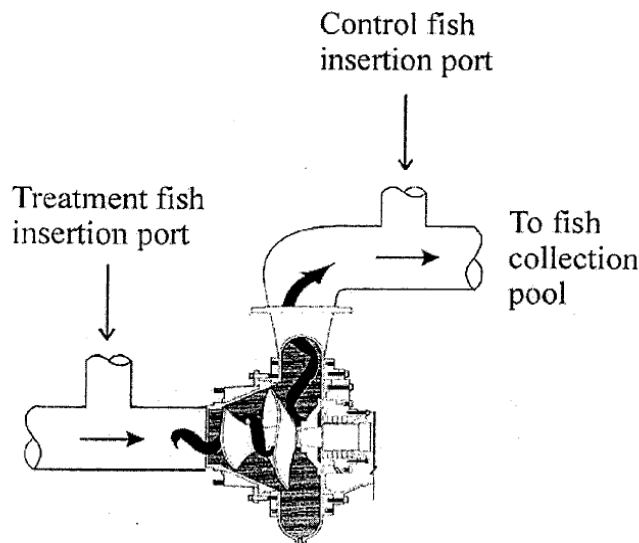 Control fish
insertion port
Treatment fish
insertion port
To fish
collection
pool